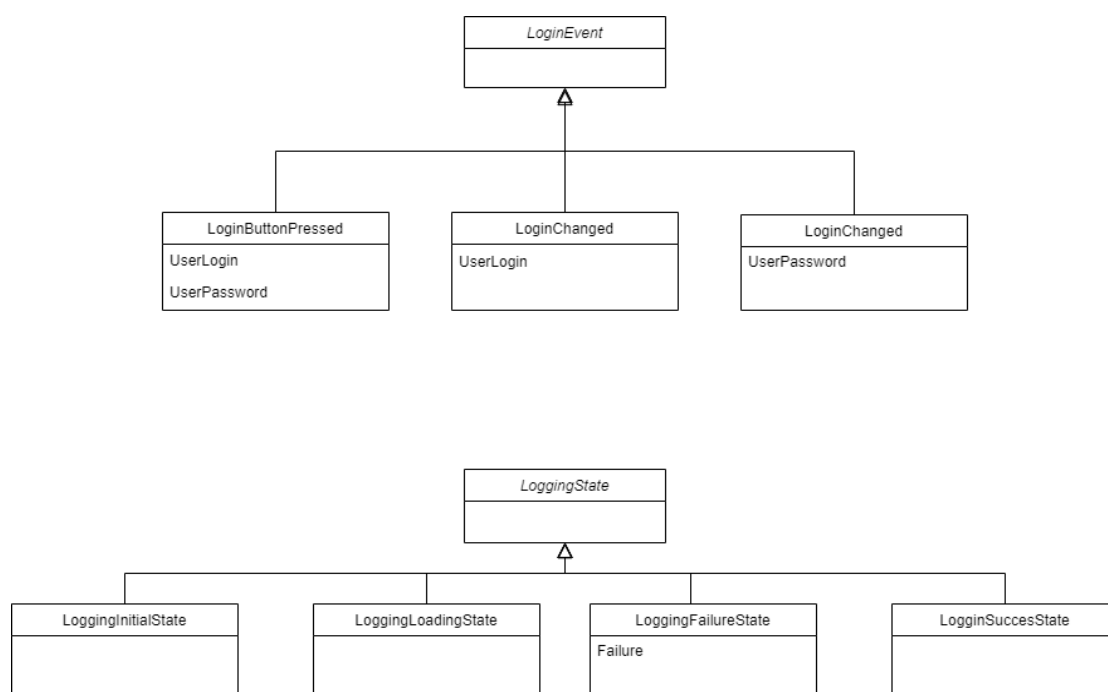 LoginEvent
LoginButtonPressed
UserLogin
UserPassword
LoginChanged
UserLogin
LoginChanged
UserPassword
LoggingState
LoggingInitialState
LoggingLoadingState
LoggingFailureState
Failure
LogginSuccesState